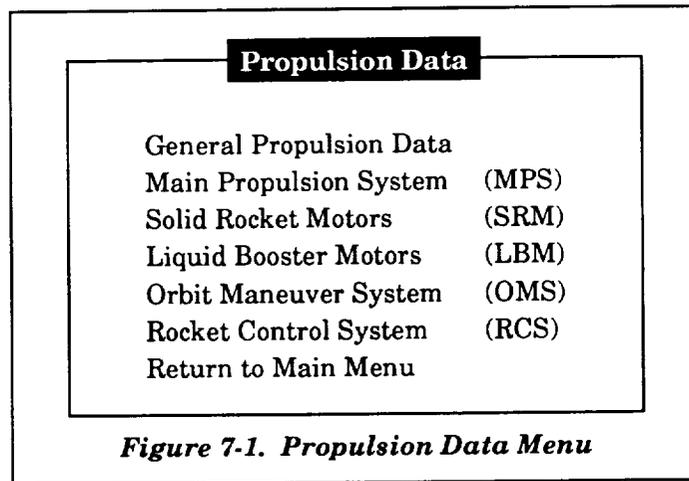 Propulsion Data
General Propulsion Data
Main Propulsion System (MPS)
Solid Rocket Motors (SRM)
Liquid Booster Motors (LBM)
Orbit Maneuver System (OMS)
Rocket Control System (RCS)
Return to Main Menu
Figure 7-1. Propulsion Data Menu